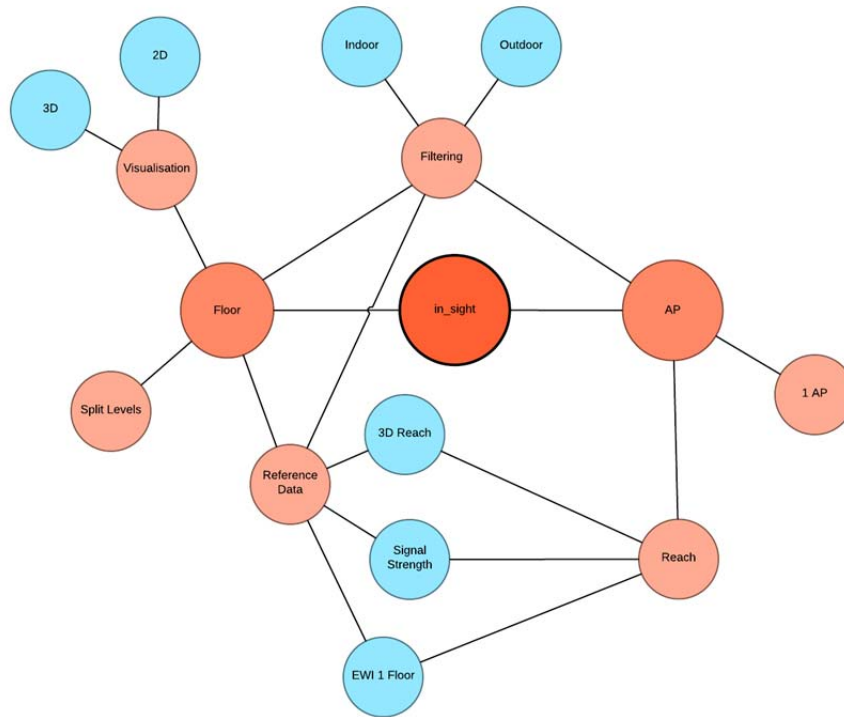 Indoor
Outdoor
2D
3D
Visualisation
Filtering
Floor
in_sight
AP
Split Levels
1 AP
3D Reach
Reference
Data
Signal
Strength
Reach
EWI 1 Floor